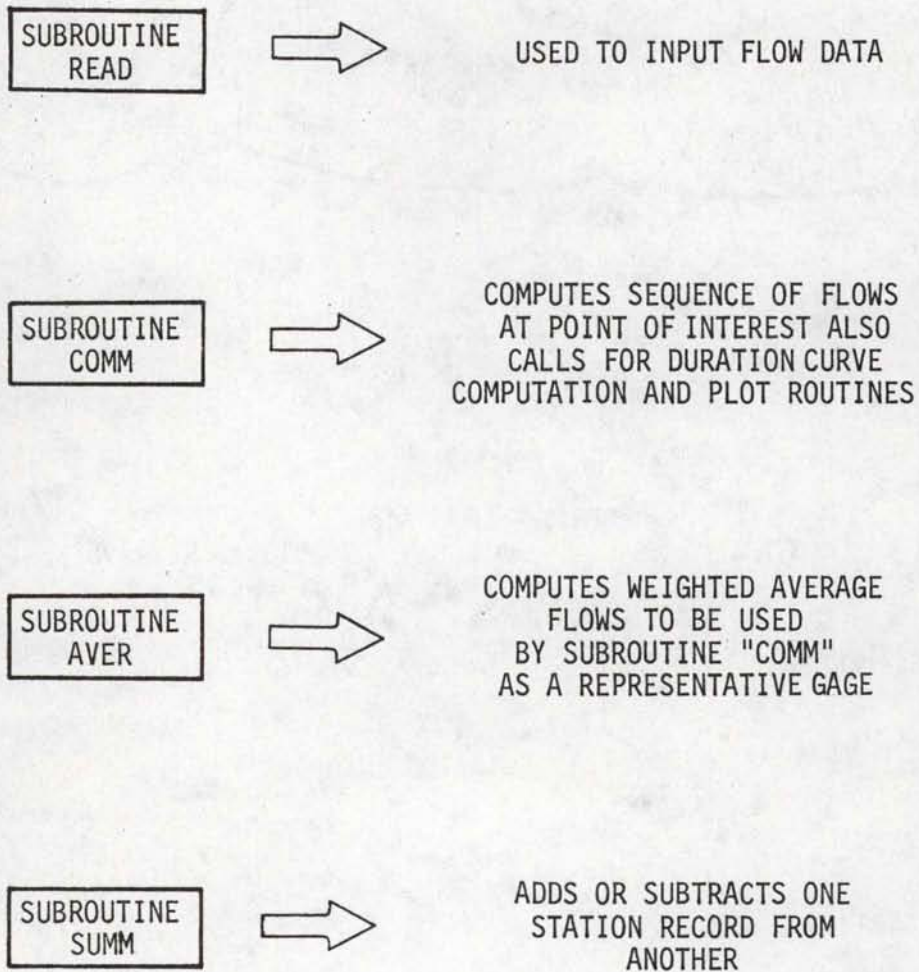 SUBROUTINE
READ
USED TO INPUT FLOW DATA
SUBROUTINE
COMM
COMPUTES SEQUENCE OF FLOWS
AT POINT OF INTEREST ALSO
CALLS FOR DURATION CURVE
COMPUTATION AND PLOT ROUTINES
SUBROUTINE
AVER
COMPUTES WEIGHTED AVERAGE
FLOWS TO BE USED
BY SUBROUTINE "COMM"
AS A REPRESENTATIVE GAGE
SUBROUTINE
SUMM
ADDS OR SUBTRACTS ONE
STATION RECORD FROM
ANOTHER